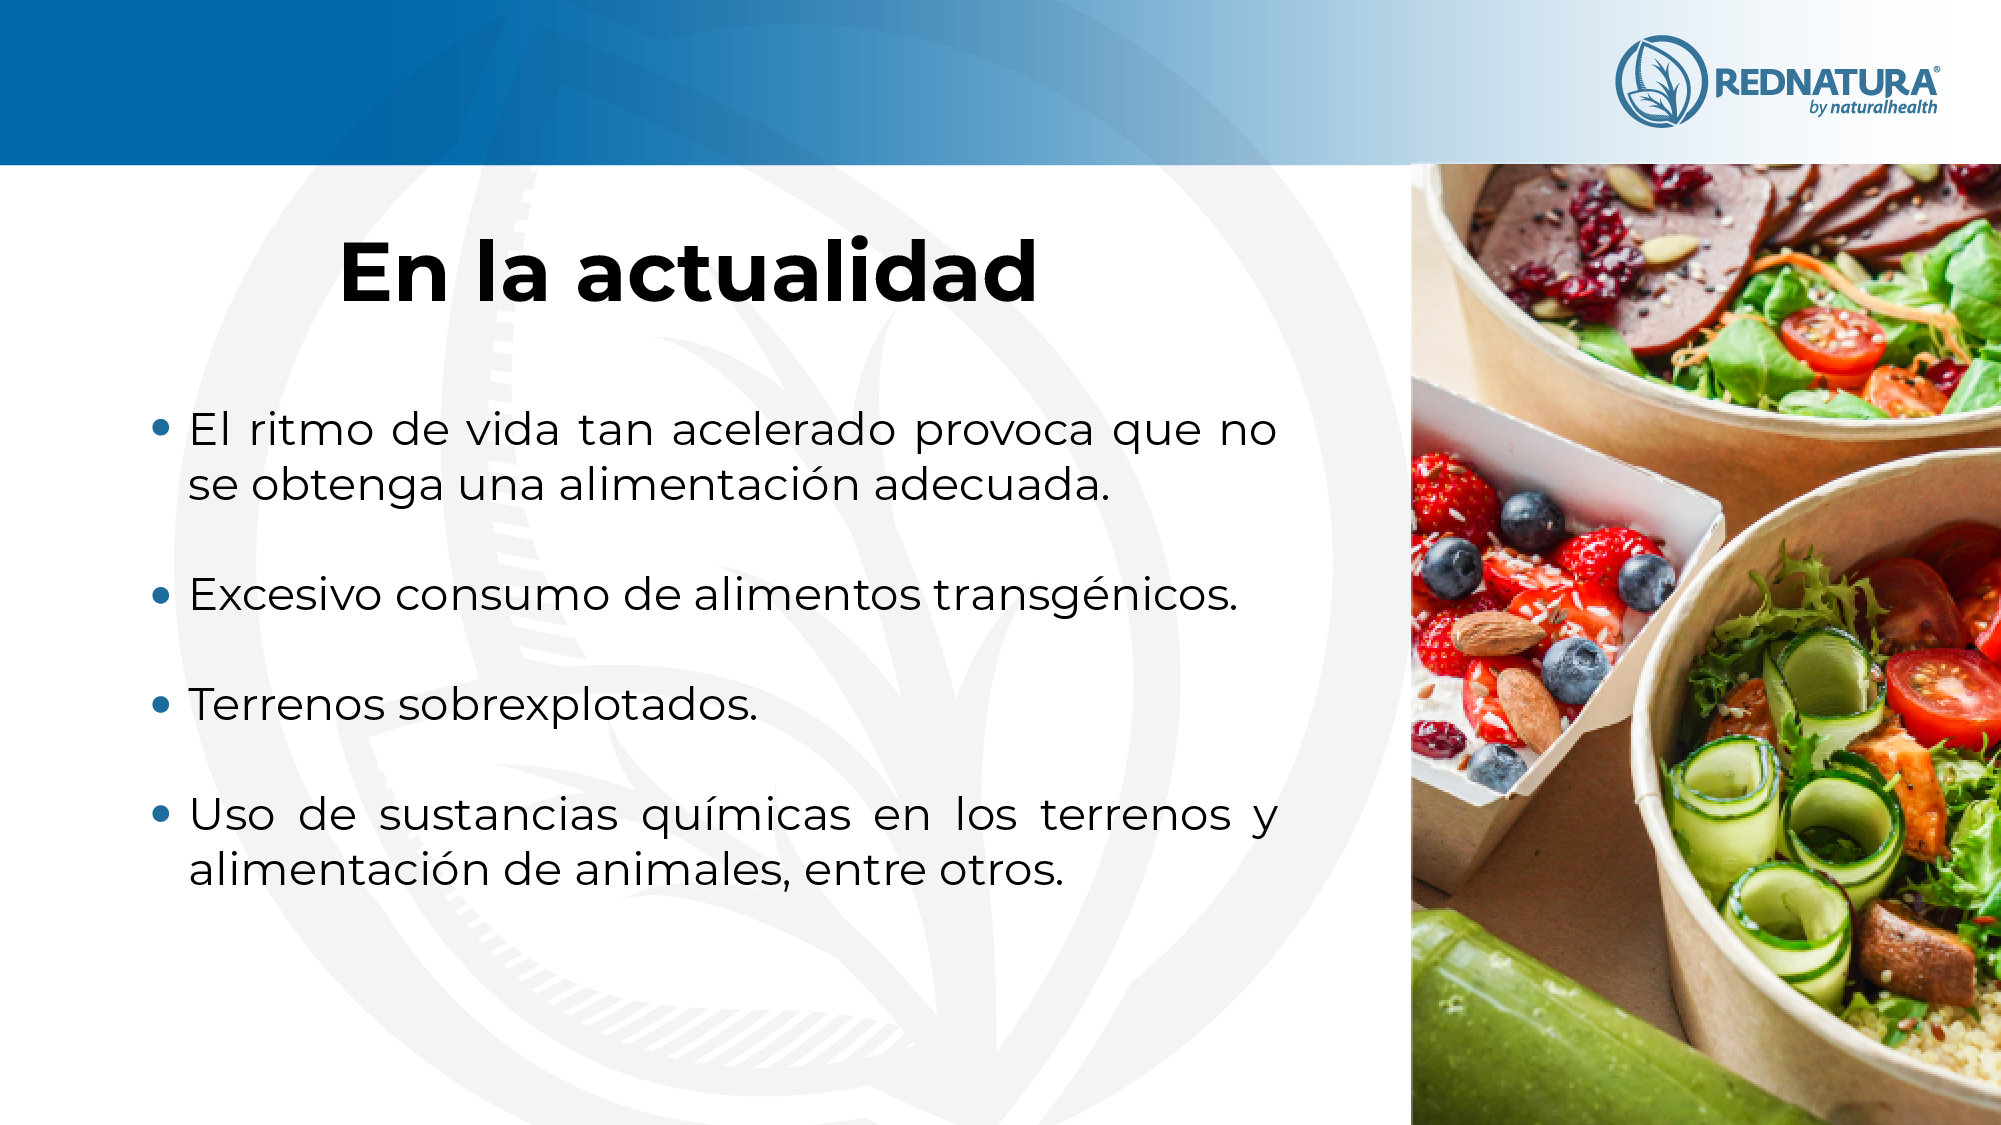 REDNATURA®
by naturalhealth
En la actualidad
• El ritmo de vida tan acelerado provoca que no
se obtenga una alimentación adecuada.
• Excesivo consumo de alimentos transgénicos.
• Terrenos sobrexplotados.
• Uso de sustancias químicas en los terrenos y
alimentación de animales, entre otros.